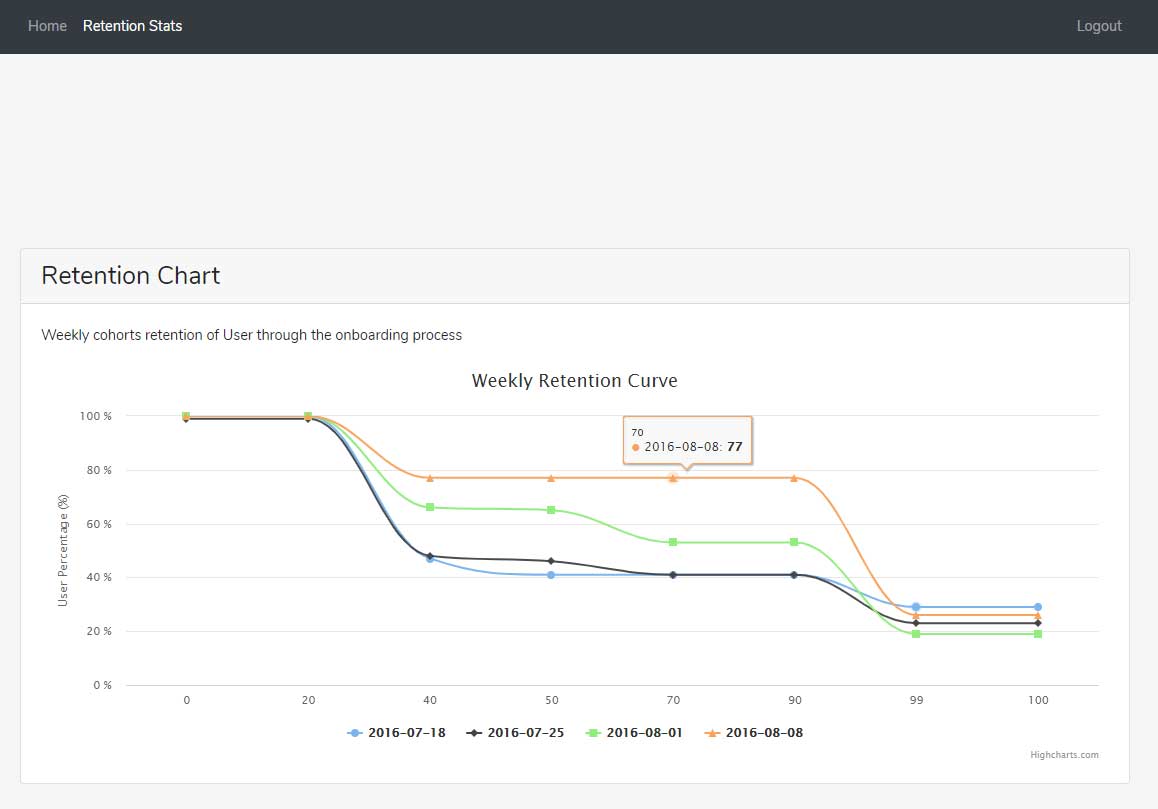 Home Retention Stats Logout
Retention Chart
Weekly cohorts retention of User through the onboarding process
Weekly Retention Curve
100 %
80 %
60 %
40 %
20 %
0 %
User Percentage (%)
70
2016-08-08: 77
0 20 40 50 70 90 99 100
2016-07-18 2016-07-25 2016-08-01 2016-08-08
Highcharts.com